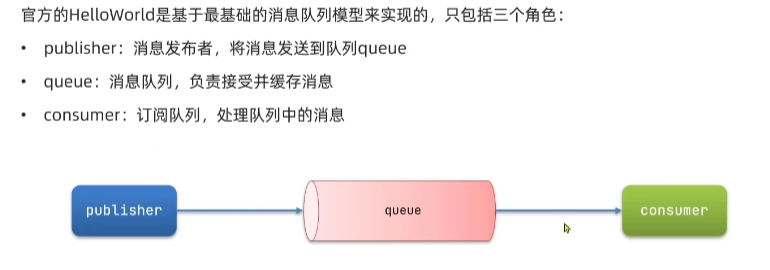 官方的HelloWorld是基于最基础的消息队列模型来实现的，只包括三个角色：
• publisher：消息发布者，将消息发送到队列queue
• queue：消息队列，负责接受并缓存消息
• consumer：订阅队列，处理队列中的消息
publisher queue consumer